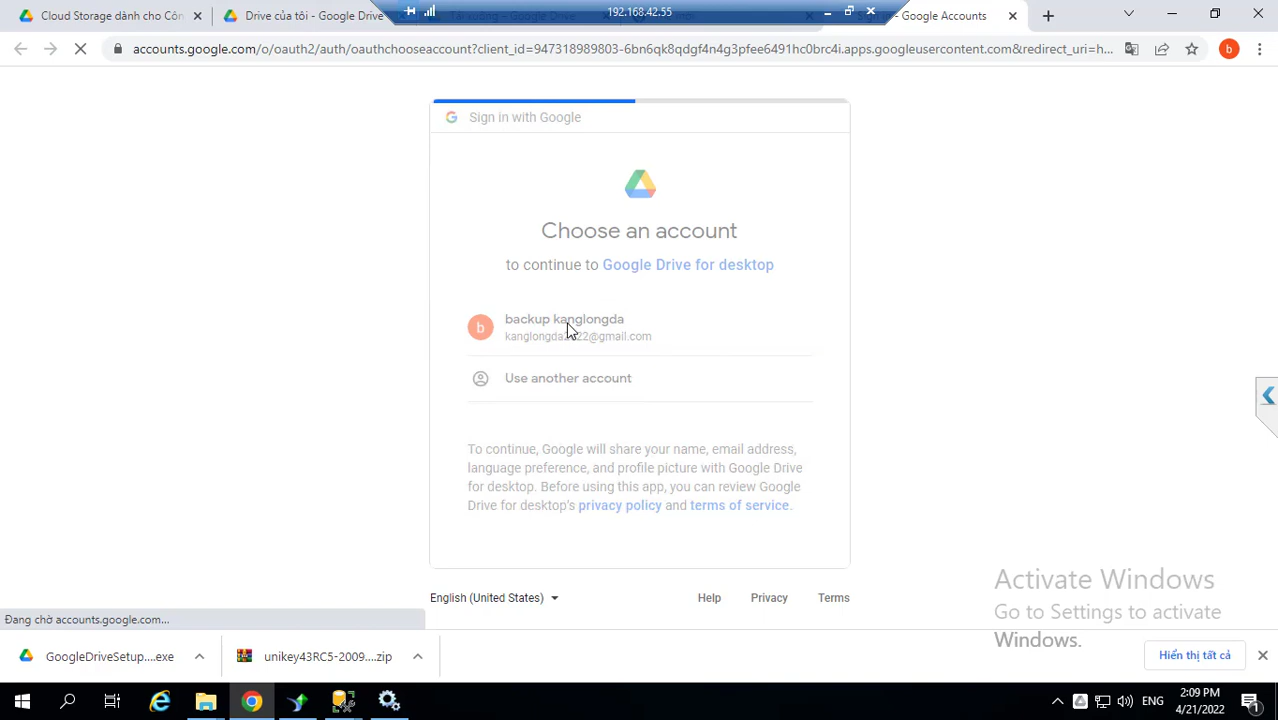 Cloud Storage dành cho Côn
Drive của tôi - Google Drive
192.168.42.55
- Google Accounts
accounts.google.com/o/oauth2/auth/oauthchooseaccount?client_id=947318989803-6bn6qk8qdgf4n4g3pfee6491hc0brc4i.apps.googleusercontent.com&redirect_uri=h...
b
Sign in with Google
Choose an account
to continue to Google Drive for desktop
b
backup kanglongda
kanglongda2022@gmail.com
Use another account
To continue, Google will share your name, email address,
language preference, and profile picture with Google Drive
for desktop. Before using this app, you can review Google
Drive for desktop's privacy policy and terms of service.
English (United States)
Help
Privacy
Terms
Activate Windows
Go to Settings to activate
Windows.
Đang chờ accounts.google.com...
GoogleDriveSetup....exe
unikey43RC5-2009....zip
Hiển thị tất cả
ENG
2:09 PM
4/21/2022
1